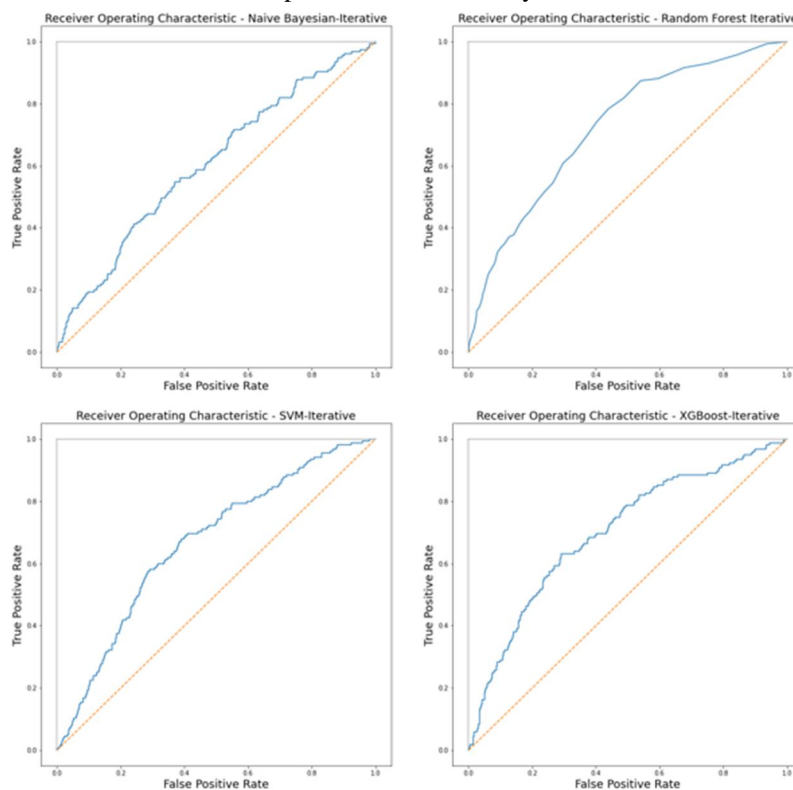 Receiver Operating Characteristic - Naive Bayesian-Iterative
1.0
0.8
0.6
0.4
0.2
0.0
True Positive Rate
0.0 0.2 0.4 0.6 0.8 1.0
False Positive Rate
Receiver Operating Characteristic - Random Forest Iterative
1.0
0.8
0.6
0.4
0.2
0.0
True Positive Rate
0.0 0.2 0.4 0.6 0.8 1.0
False Positive Rate
Receiver Operating Characteristic - SVM-Iterative
1.0
0.8
0.6
0.4
0.2
0.0
True Positive Rate
0.0 0.2 0.4 0.6 0.8 1.0
False Positive Rate
Receiver Operating Characteristic - XGBoost-Iterative
1.0
0.8
0.6
0.4
0.2
0.0
True Positive Rate
0.0 0.2 0.4 0.6 0.8 1.0
False Positive Rate